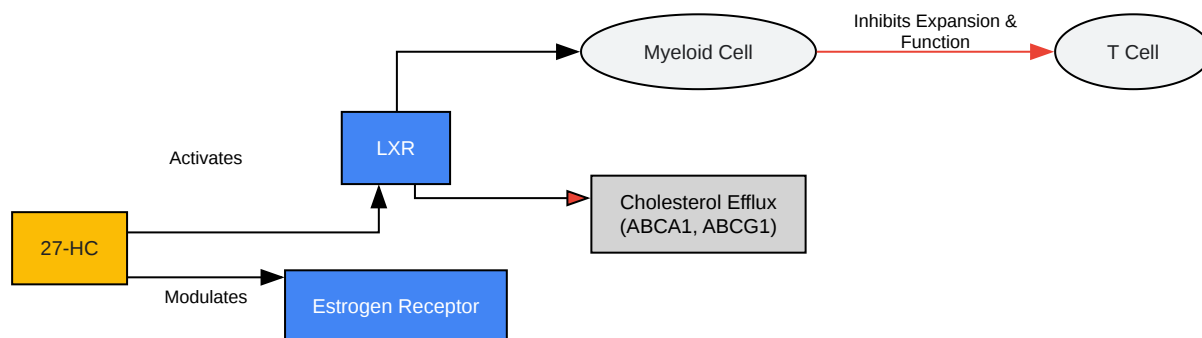 Inhibits Expansion &
Function
Myeloid Cell
T Cell
LXR
Activates
Cholesterol Efflux
(ABCA1, ABCG1)
27-HC
Modulates
Estrogen Receptor